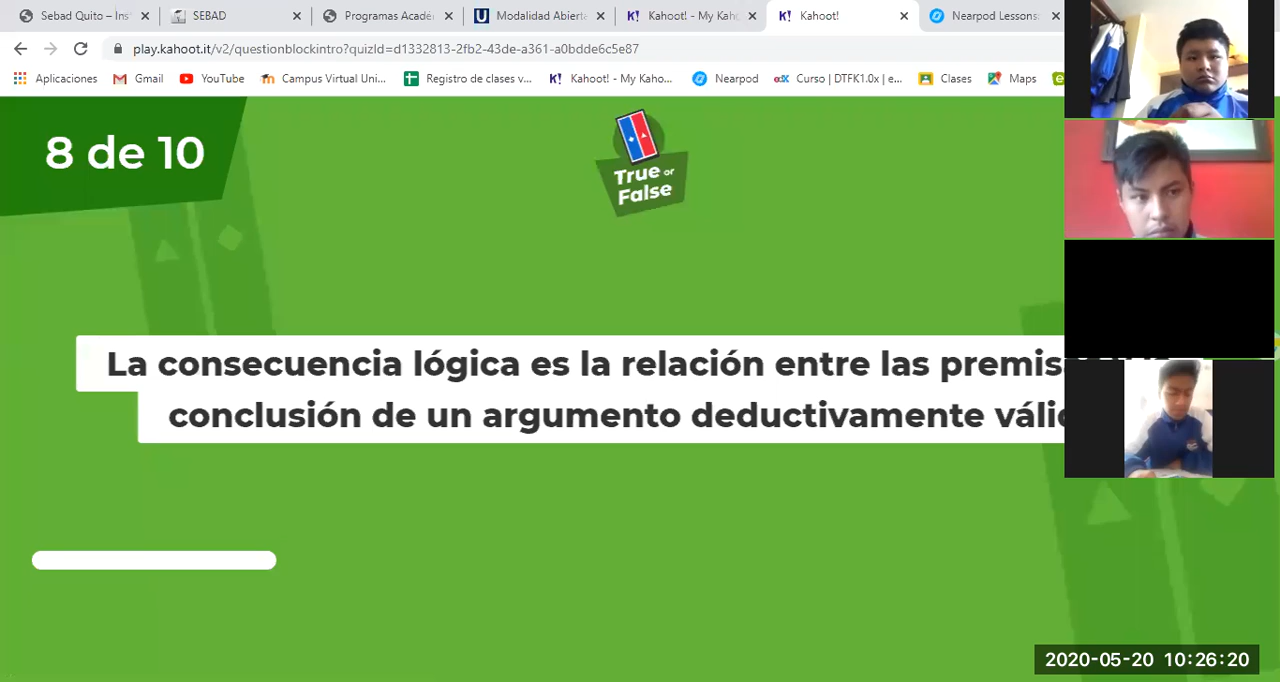 Sebad Quito – Ins
SEBAD
Programas Acadé
Modalidad Abierta
Kahoot! - My Kaho
Kahoot!
Nearpod Lessons:
play.kahoot.it/v2/questionblockintro?quizId=d1332813-2fb2-43de-a361-a0bdde6c5e87
Aplicaciones
Gmail
YouTube
Campus Virtual Uni...
Registro de clases v...
Kahoot! - My Kaho...
Nearpod
Curso | DTFK1.0x | e...
Clases
Maps
8 de 10
True or
False
La consecuencia lógica es la relación entre las premis
conclusión de un argumento deductivamente váli
2020-05-20 10:26:20